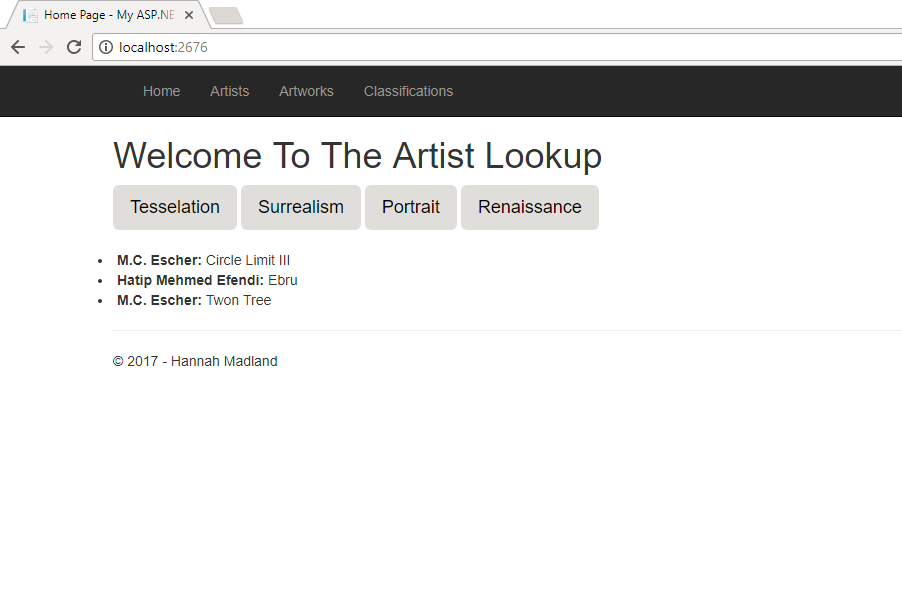 Home Page - My ASP.NE
localhost:2676
Home Artists Artworks Classifications
Welcome To The Artist Lookup
Tesselation Surrealism Portrait Renaissance
M.C. Escher: Circle Limit III
Hatip Mehmed Efendi: Ebru
M.C. Escher: Twon Tree
© 2017 - Hannah Madland